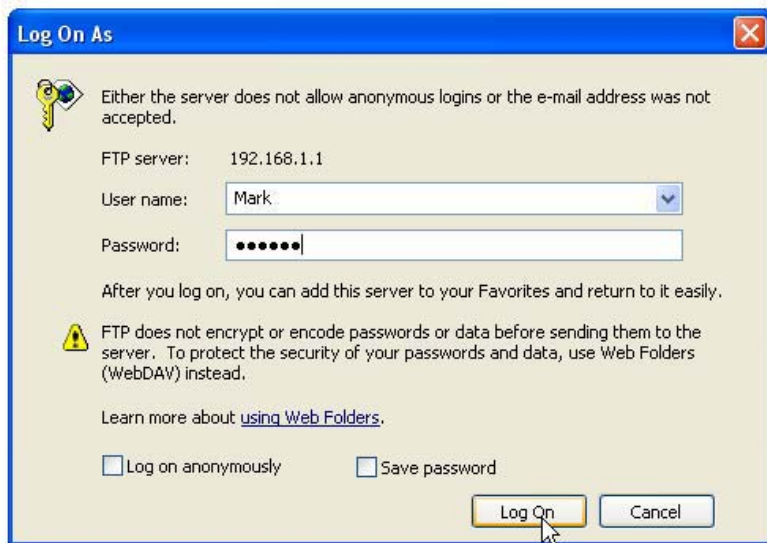 Log On As
Either the server does not allow anonymous logins or the e-mail address was not
accepted.
FTP server: 192.168.1.1
User name: Mark
Password: ●●●●●●
After you log on, you can add this server to your Favorites and return to it easily.
FTP does not encrypt or encode passwords or data before sending them to the
server. To protect the security of your passwords and data, use Web Folders
(WebDAV) instead.
Learn more about using Web Folders.
Log on anonymously Save password
Log On Cancel